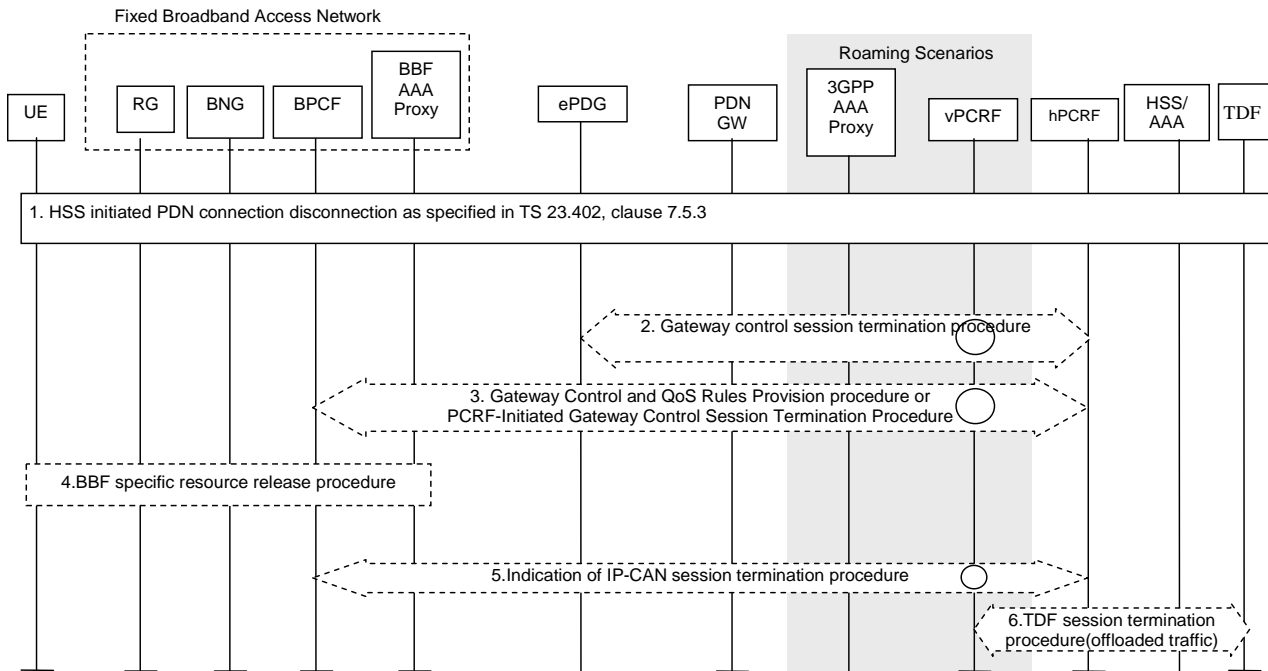 Fixed Broadband Access Network
Roaming Scenarios
UE
RG
BNG
BPCF
BBF
AAA
Proxy
ePDG
PDN
GW
3GPP
AAA
Proxy
vPCRF
hPCRF
HSS/
AAA
TDF
1. HSS initiated PDN connection disconnection as specified in TS 23.402, clause 7.5.3
2. Gateway control session termination procedure
3. Gateway Control and QoS Rules Provision procedure or
PCRF-Initiated Gateway Control Session Termination Procedure
4.BBF specific resource release procedure
5.Indication of IP-CAN session termination procedure
6.TDF session termination
procedure(offloaded traffic)